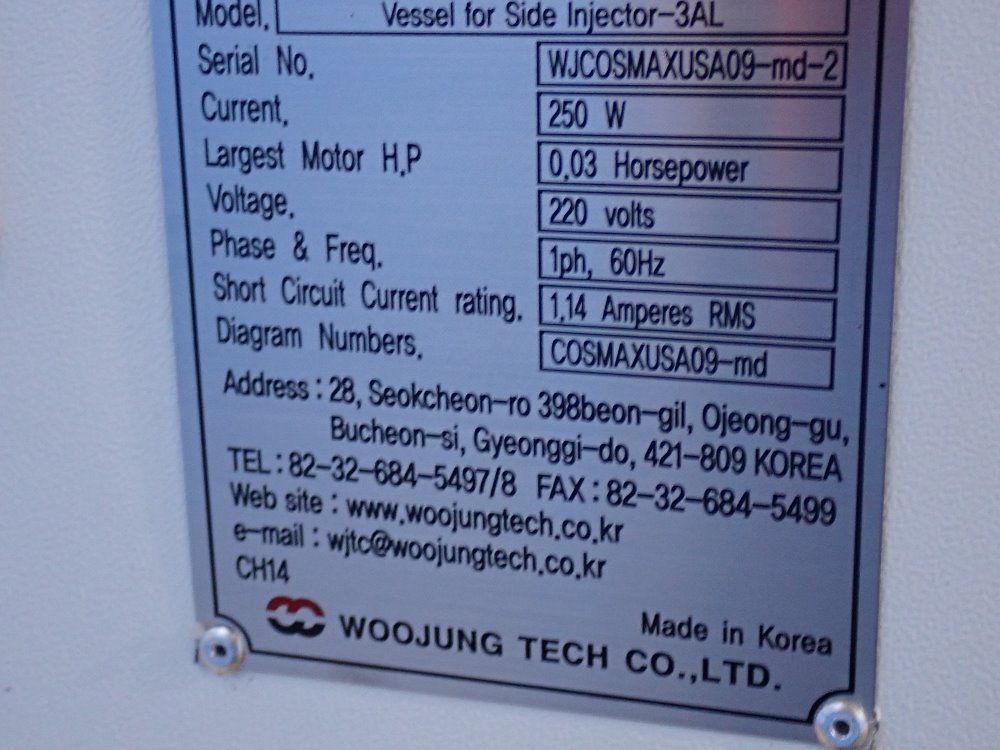 Model. Vessel for Side Injector-3AL
Serial No. WJCOSMAXUSA09-md-2
Current. 250 W
Largest Motor H.P 0.03 Horsepower
Voltage. 220 volts
Phase & Freq. 1ph, 60Hz
Short Circuit Current rating. 1.14 Amperes RMS
Diagram Numbers. COSMAXUSA09-md
Address : 28, Seokcheon-ro 398beon-gil, Ojeong-gu,
Bucheon-si, Gyeonggi-do, 421-809 KOREA
TEL : 82-32-684-5497/8 FAX : 82-32-684-5499
Web site : www.woojungtech.co.kr
e-mail : wjtc@woojungtech.co.kr
CH14
Made in Korea
WOOJUNG TECH CO.,LTD.